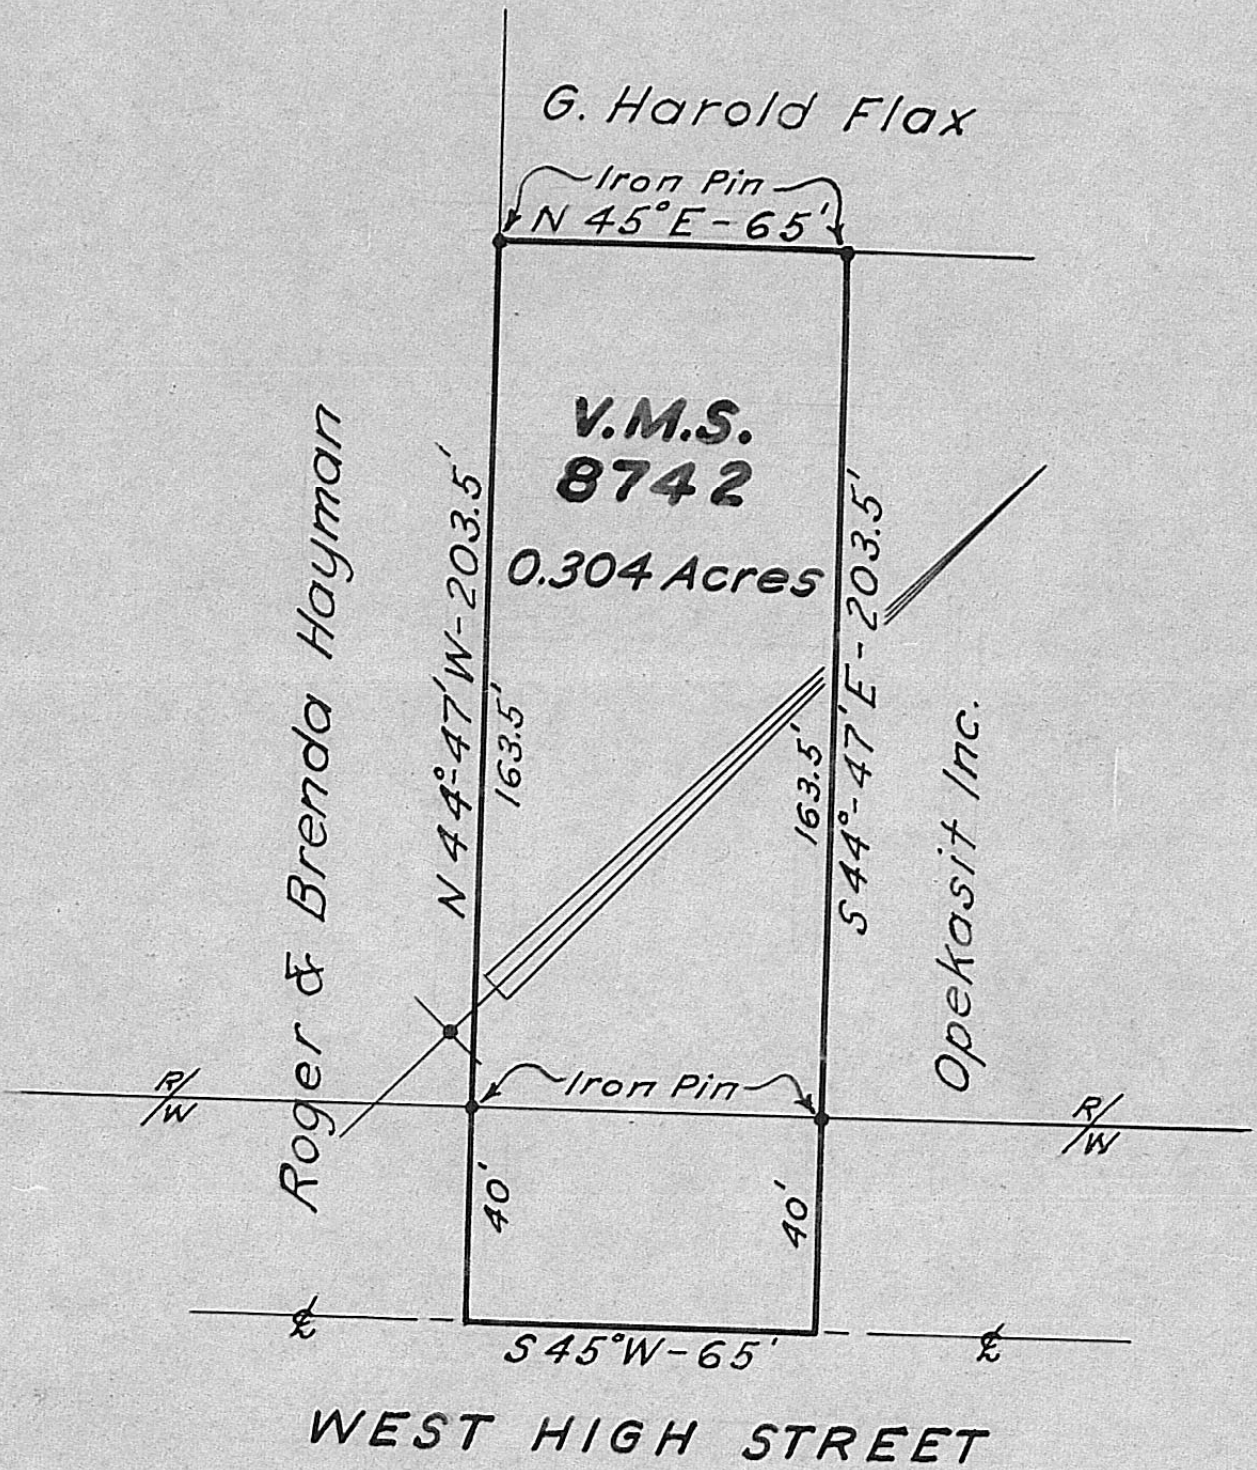 G. Harold Flax
Iron Pin
N 45°E - 65'
V.M.S.
8742
0.304 Acres
Roger & Brenda Hayman
N 44°-47'W-203.5'
163.5'
163.5'
S 44°-47'E-203.5'
Opekasit Inc.
R/W
Iron Pin
R/W
40'
40'
℄
S 45°W-65'
℄
WEST HIGH STREET